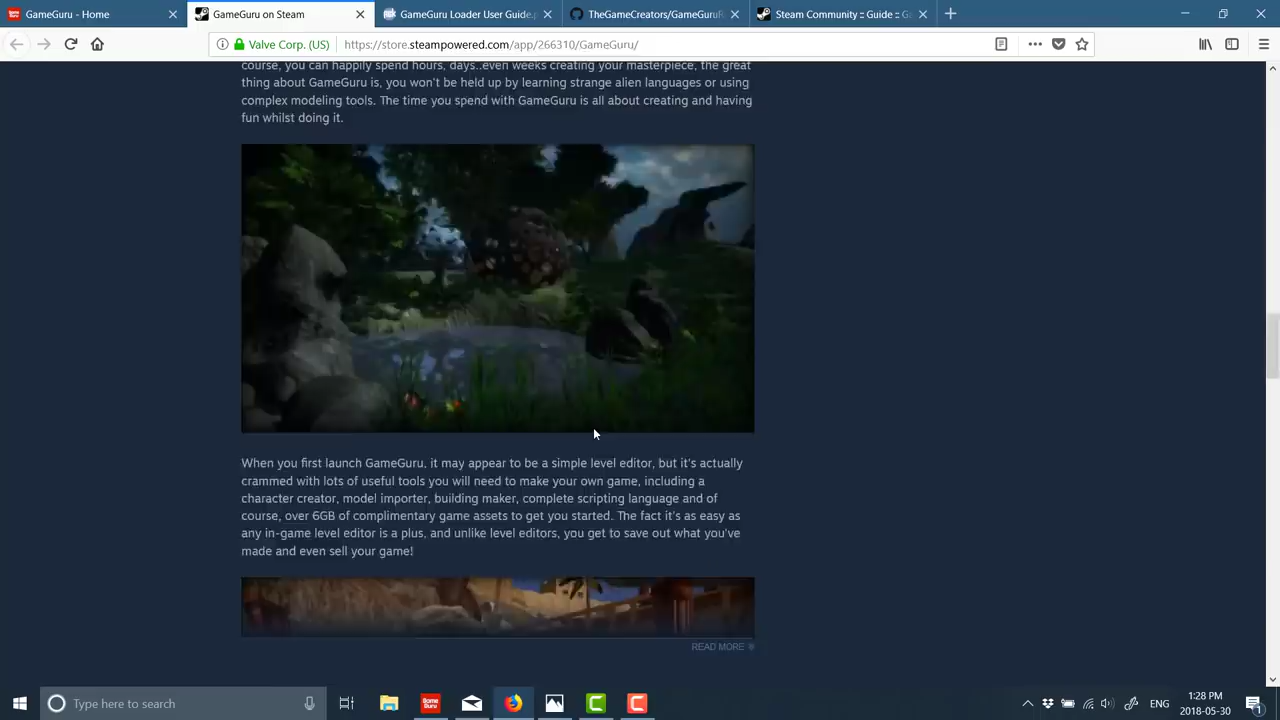 GameGuru - Home
GameGuru on Steam
GameGuru Loader User Guide.p
TheGameCreators/GameGuruR
Steam Community :: Guide :: Ga
Valve Corp. (US)
https://store.steampowered.com/app/266310/GameGuru/
course, you can happily spend hours, days..even weeks creating your masterpiece, the great
thing about GameGuru is, you won't be held up by learning strange alien languages or using
complex modeling tools. The time you spend with GameGuru is all about creating and having
fun whilst doing it.
When you first launch GameGuru, it may appear to be a simple level editor, but it's actually
crammed with lots of useful tools you will need to make your own game, including a
character creator, model importer, building maker, complete scripting language and of
course, over 6GB of complimentary game assets to get you started. The fact it's as easy as
any in-game level editor is a plus, and unlike level editors, you get to save out what you've
made and even sell your game!
READ MORE
Type here to search
ENG
1:28 PM
2018-05-30